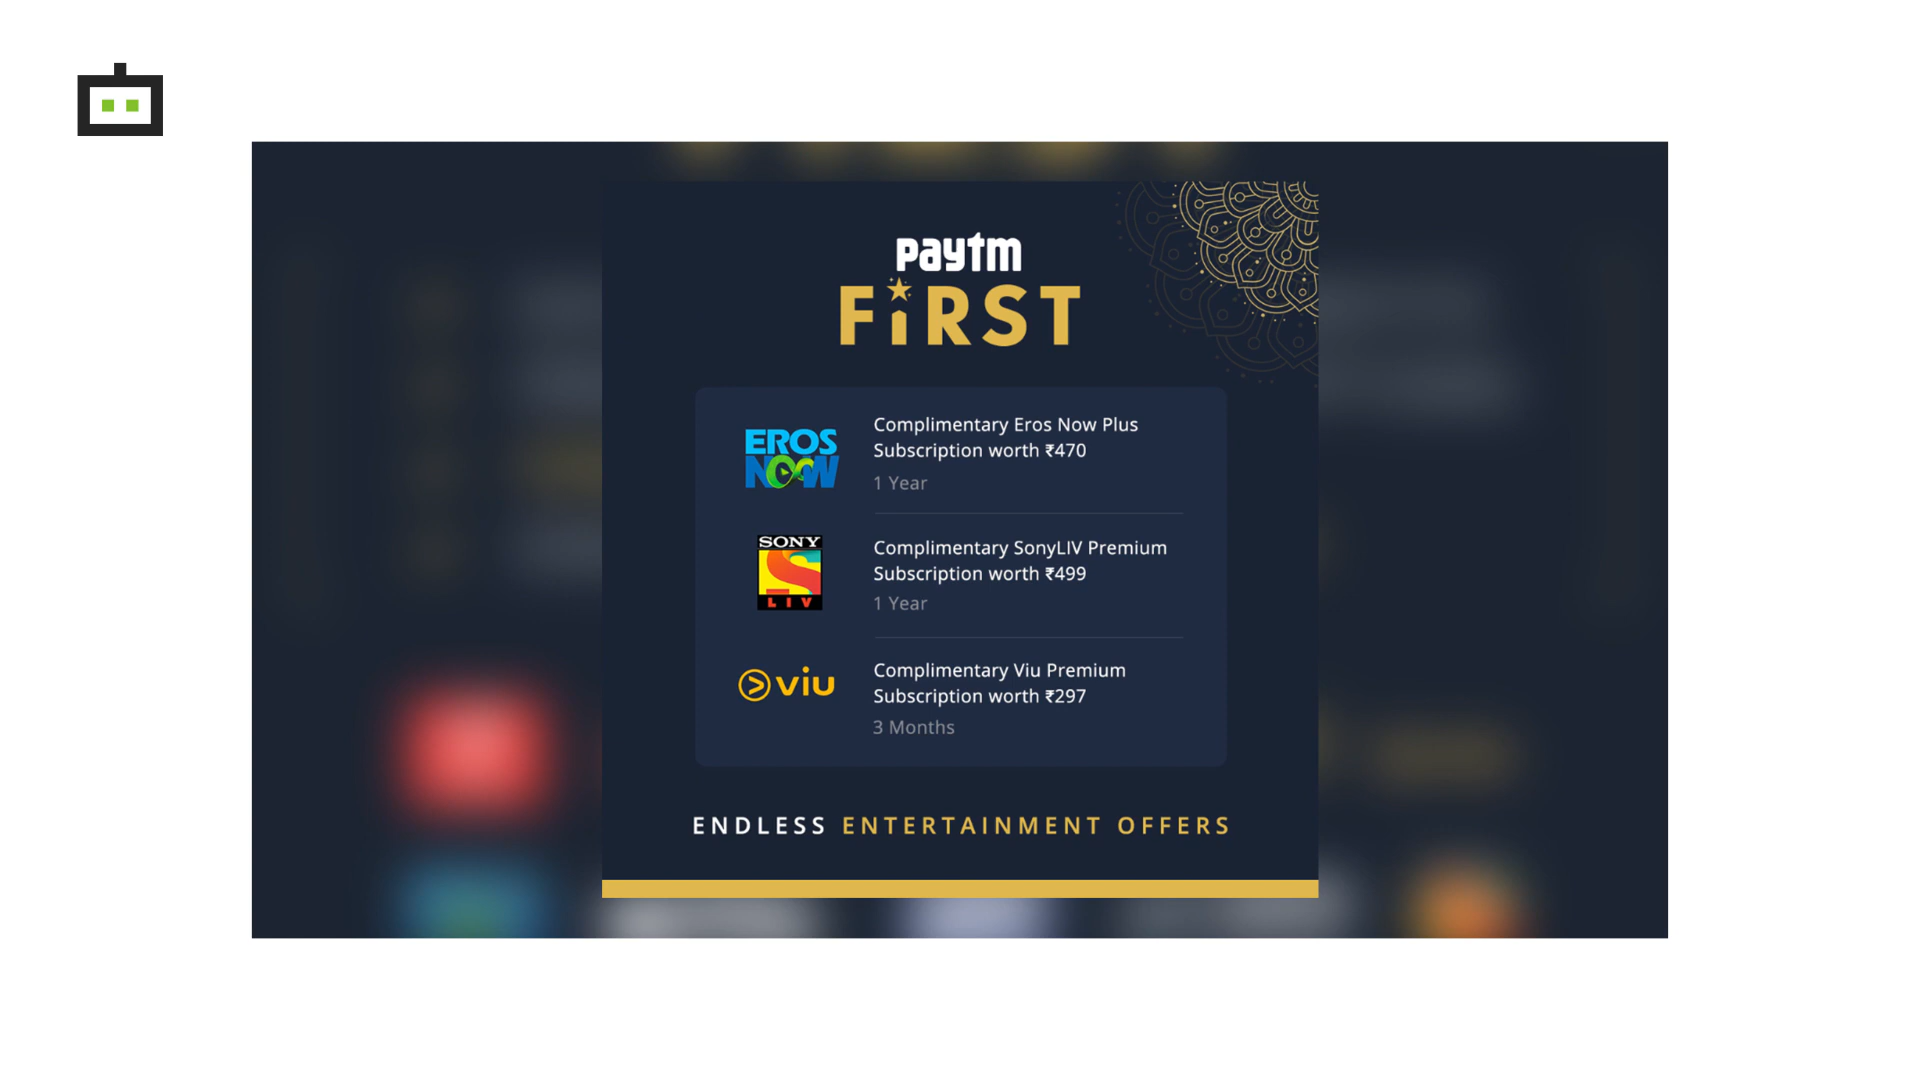 paytm
FiRST
EROS
NOW
Complimentary Eros Now Plus
Subscription worth ₹470
1 Year
SONY
LIV
Complimentary SonyLIV Premium
Subscription worth ₹499
1 Year
viu
Complimentary Viu Premium
Subscription worth ₹297
3 Months
ENDLESS ENTERTAINMENT OFFERS